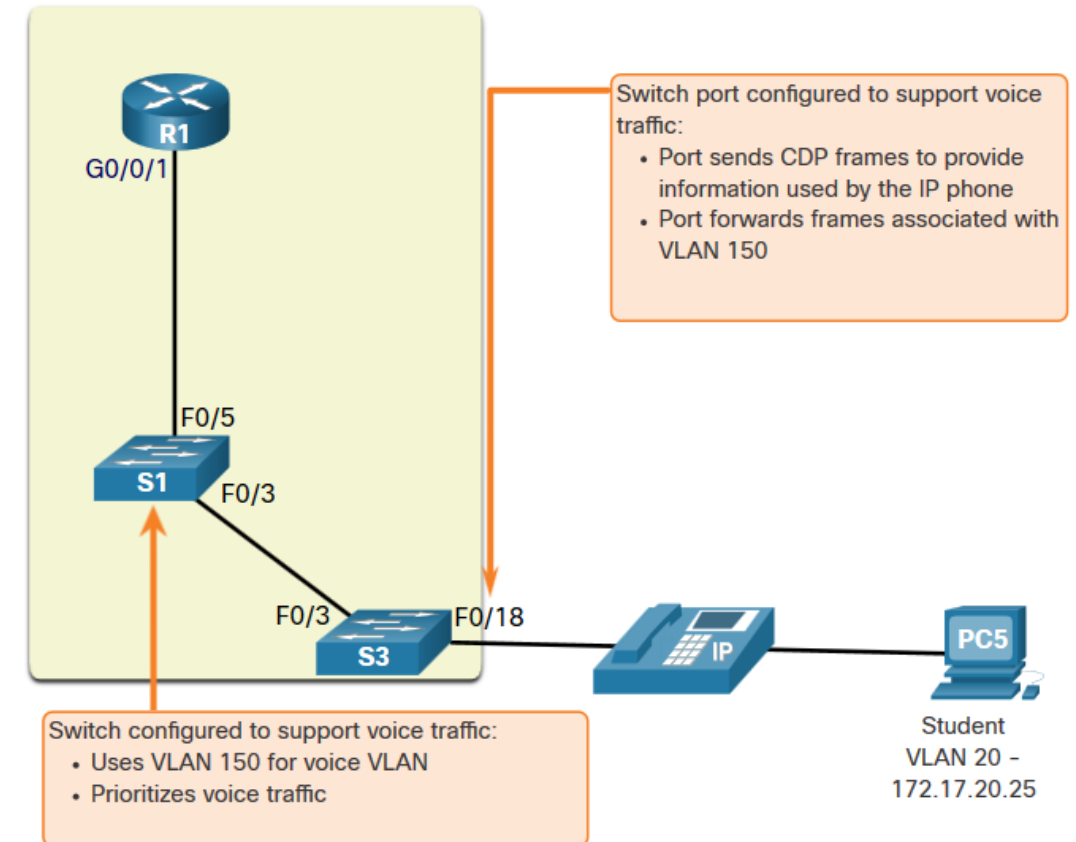 R1
G0/0/1
Switch port configured to support voice
traffic:
• Port sends CDP frames to provide
information used by the IP phone
• Port forwards frames associated with
VLAN 150
F0/5
S1
F0/3
F0/3
S3
F0/18
IP
PC5
Student
VLAN 20 –
172.17.20.25
Switch configured to support voice traffic:
• Uses VLAN 150 for voice VLAN
• Prioritizes voice traffic